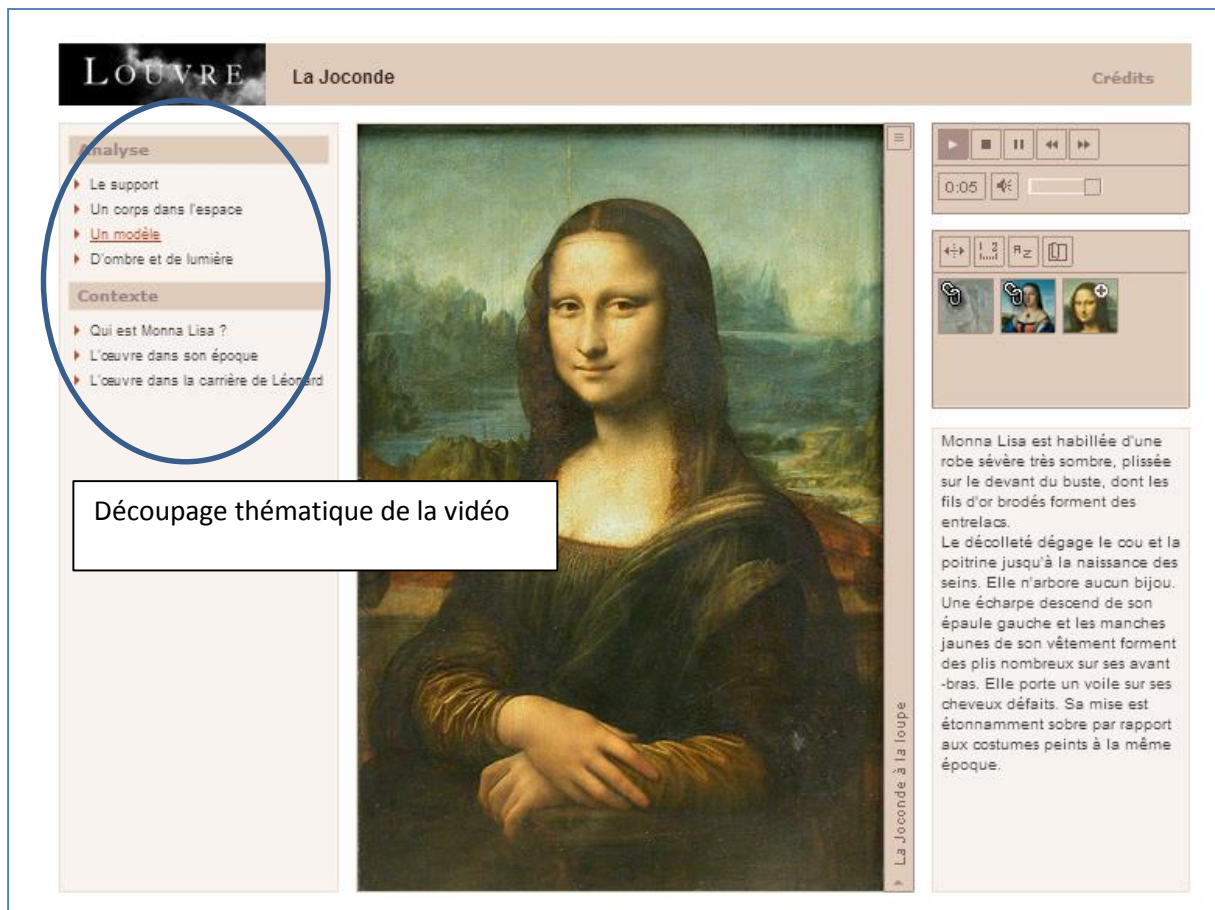 LOUVRE
La Joconde
Crédits
Analyse
Le support
Un corps dans l'espace
Un modèle
D'ombre et de lumière
Contexte
Qui est Monna Lisa ?
L'œuvre dans son époque
L'œuvre dans la carrière de Léonard
Découpage thématique de la vidéo
La Joconde à la loupe
0:05
1 2
A Z
Monna Lisa est habillée d'une
robe sévère très sombre, plissée
sur le devant du buste, dont les
fils d'or brodés forment des
entrelacs.
Le décolleté dégage le cou et la
poitrine jusqu'à la naissance des
seins. Elle n'arbore aucun bijou.
Une écharpe descend de son
épaule gauche et les manches
jaunes de son vêtement forment
des plis nombreux sur ses avant
-bras. Elle porte un voile sur ses
cheveux défaits. Sa mise est
étonnamment sobre par rapport
aux costumes peints à la même
époque.